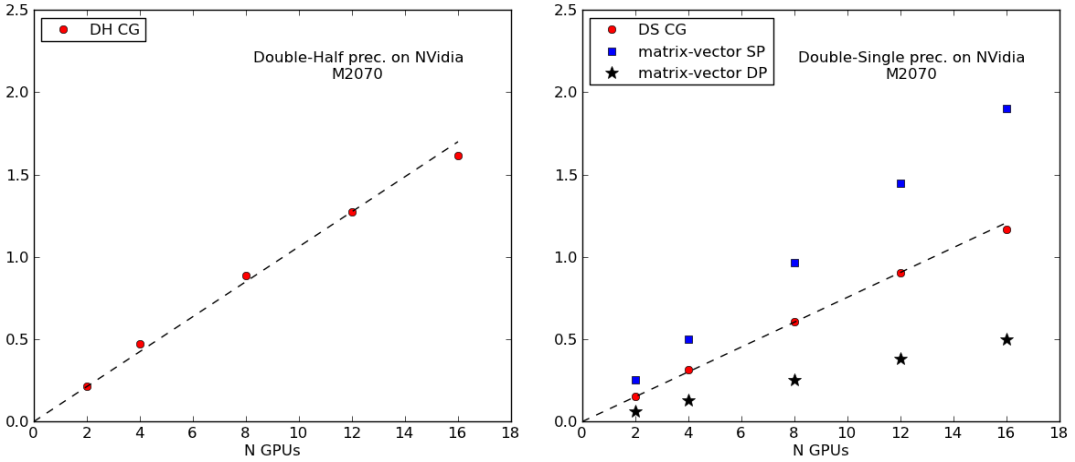 DH CG
Double-Half prec. on NVidia
M2070
2.5
2.0
1.5
1.0
0.5
0.0
0 2 4 6 8 10 12 14 16 18
N GPUs
DS CG
matrix-vector SP
matrix-vector DP
Double-Single prec. on NVidia
M2070
2.5
2.0
1.5
1.0
0.5
0.0
0 2 4 6 8 10 12 14 16 18
N GPUs